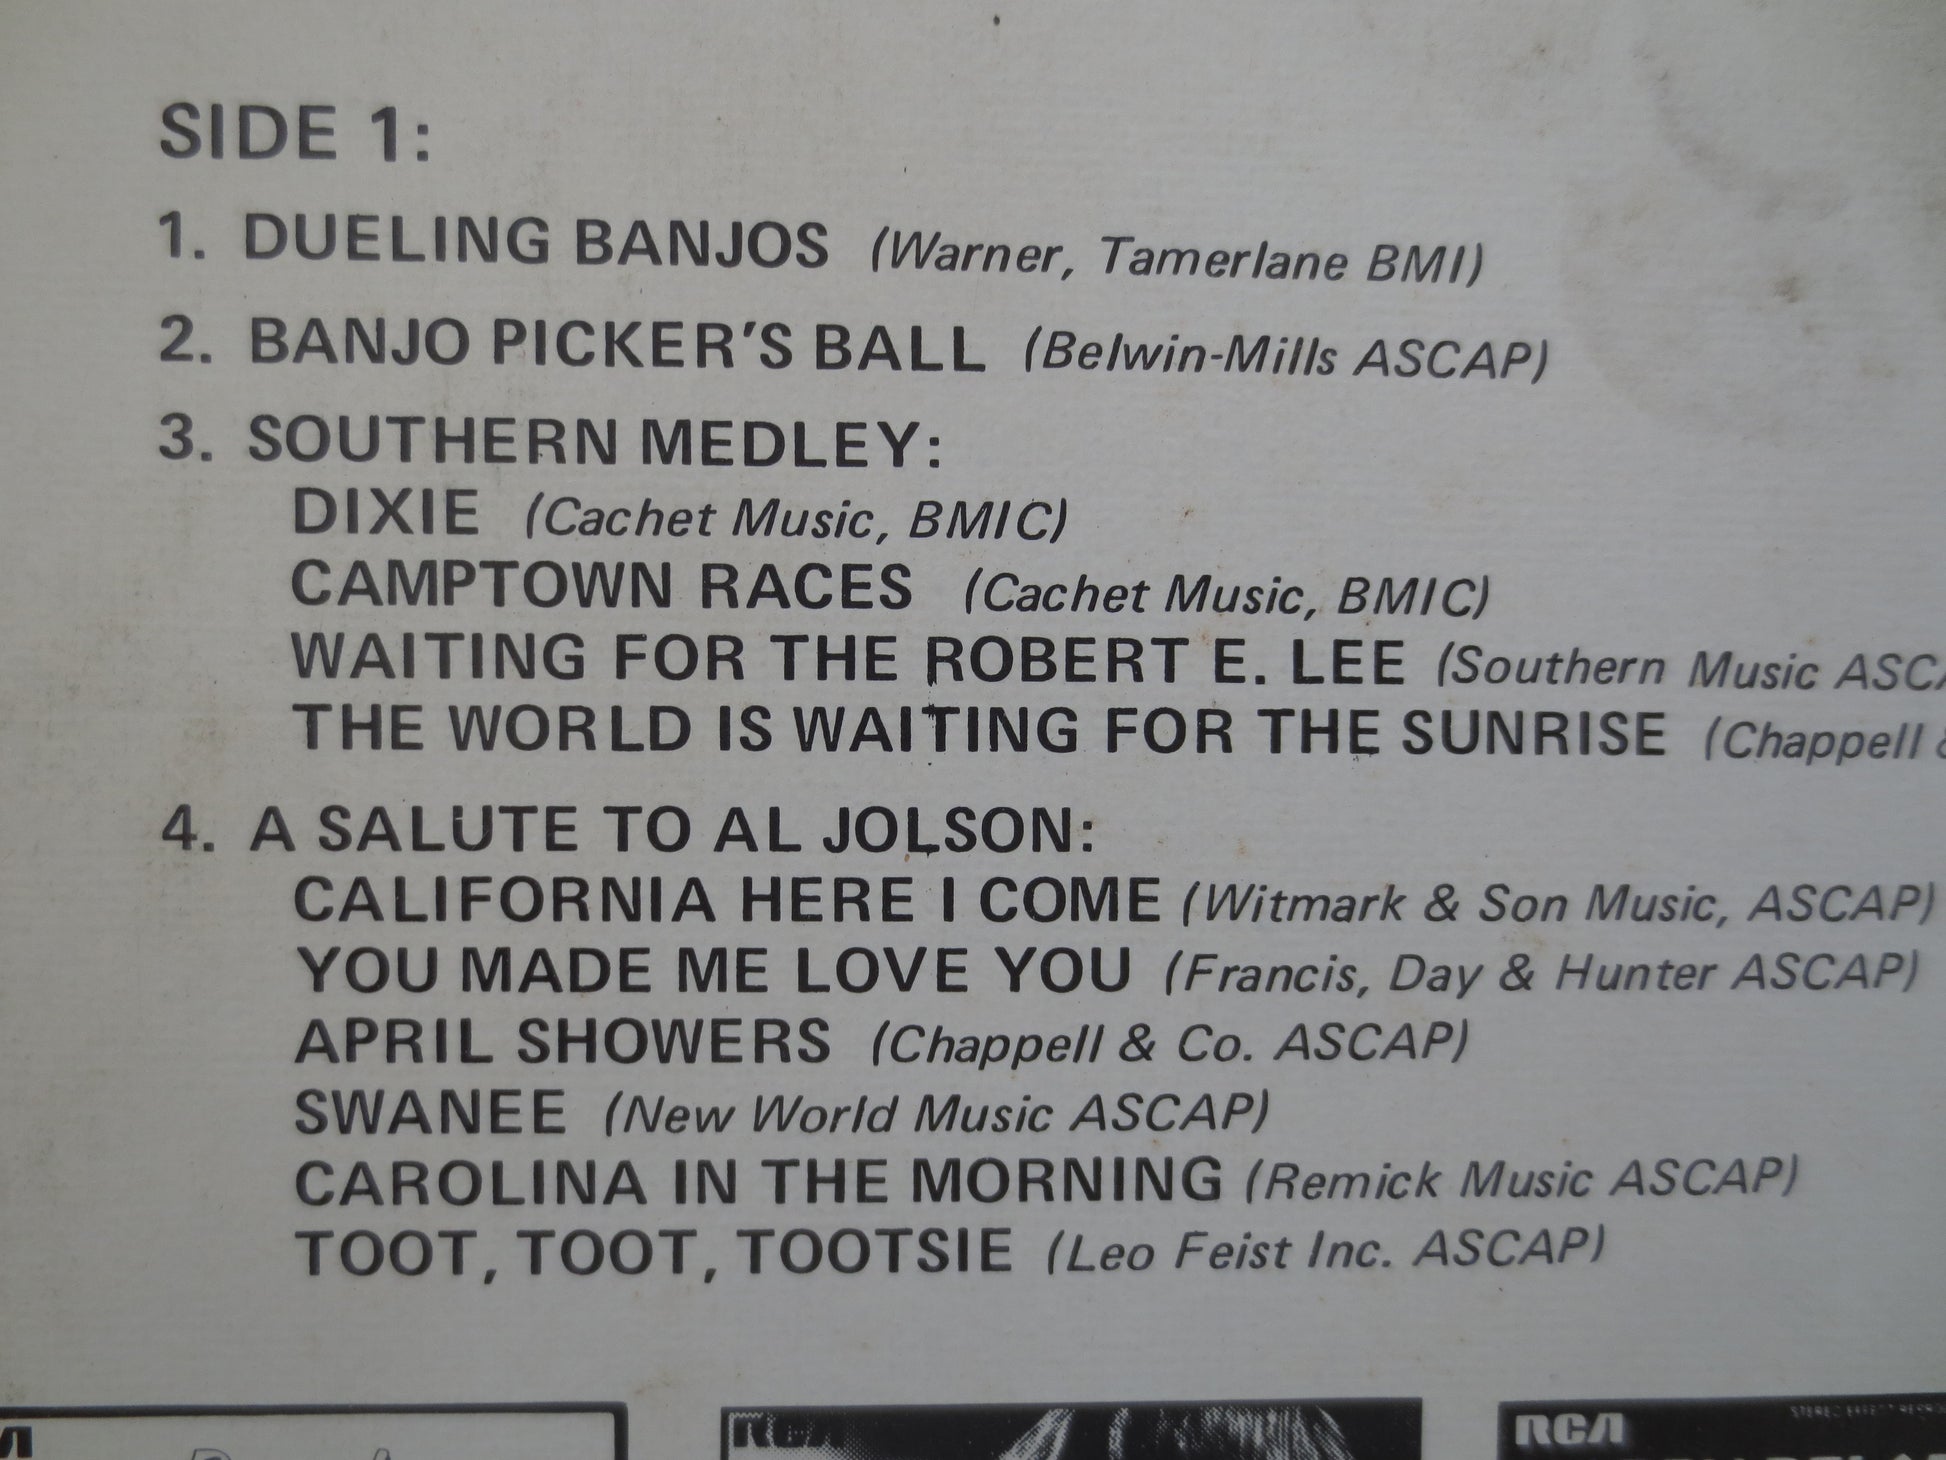 SIDE 1:
1. DUELING BANJOS (Warner, Tamerlane BMI)
2. BANJO PICKER'S BALL (Belwin-Mills ASCAP)
3. SOUTHERN MEDLEY:
DIXIE (Cachet Music, BMIC)
CAMPTOWN RACES (Cachet Music, BMIC)
WAITING FOR THE ROBERT E. LEE (Southern Music
THE WORLD IS WAITING FOR THE SUNRISE (Chappell
4. A SALUTE TO AL JOLSON:
CALIFORNIA HERE I COME (Witmark & Son Music, ASCAP)
YOU MADE ME LOVE YOU (Francis, Day & Hunter ASCAP)
APRIL SHOWERS (Chappell & Co. ASCAP)
SWANEE (New World Music ASCAP)
CAROLINA IN THE MORNING (Remick Music ASCAP)
TOOT, TOOT, TOOTSIE (Leo Feist Inc. ASCAP)
RCA
RCA